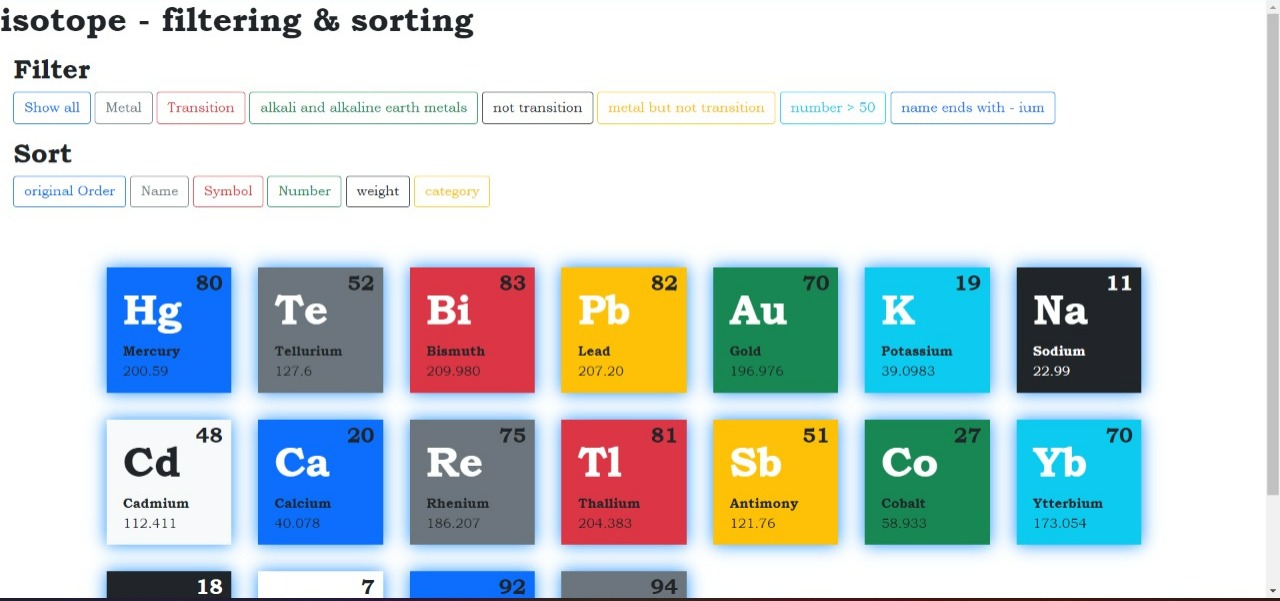 isotope - filtering & sorting
Filter
Show all Metal Transition alkali and alkaline earth metals not transition metal but not transition number > 50 name ends with - ium
Sort
original Order Name Symbol Number weight category
80 52 83 82 70 19 11
Hg Te Bi Pb Au K Na
Mercury Tellurium Bismuth Lead Gold Potassium Sodium
200.59 127.6 209.980 207.20 196.976 39.0983 22.99
48 20 75 81 51 27 70
Cd Ca Re Tl Sb Co Yb
Cadmium Calcium Rhenium Thallium Antimony Cobalt Ytterbium
112.411 40.078 186.207 204.383 121.76 58.933 173.054
18 7 92 94